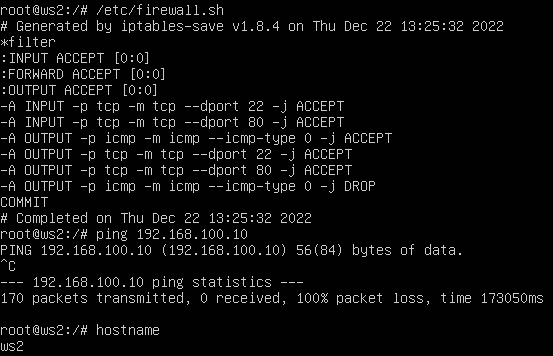 root@ws2:/# /etc/firewall.sh
# Generated by iptables-save v1.8.4 on Thu Dec 22 13:25:32 2022
*filter
:INPUT ACCEPT [0:0]
:FORWARD ACCEPT [0:0]
:OUTPUT ACCEPT [0:0]
-A INPUT -p tcp -m tcp --dport 22 -j ACCEPT
-A INPUT -p tcp -m tcp --dport 80 -j ACCEPT
-A OUTPUT -p icmp -m icmp --icmp-type 0 -j ACCEPT
-A OUTPUT -p tcp -m tcp --dport 22 -j ACCEPT
-A OUTPUT -p tcp -m tcp --dport 80 -j ACCEPT
-A OUTPUT -p icmp -m icmp --icmp-type 0 -j DROP
COMMIT
# Completed on Thu Dec 22 13:25:32 2022
root@ws2:/# ping 192.168.100.10
PING 192.168.100.10 (192.168.100.10) 56(84) bytes of data.
^C
--- 192.168.100.10 ping statistics ---
170 packets transmitted, 0 received, 100% packet loss, time 173050ms
root@ws2:/# hostname
ws2